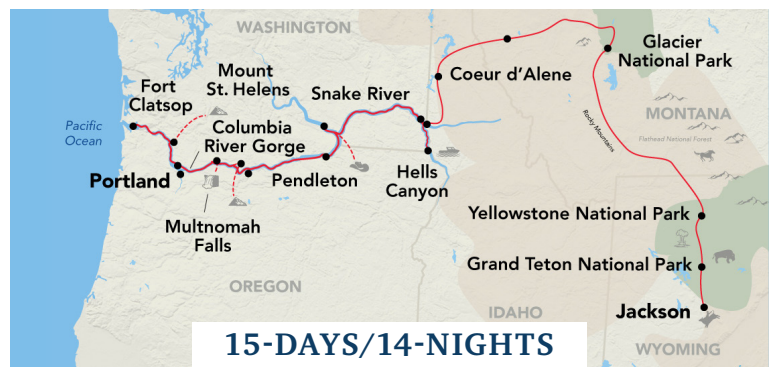 WASHINGTON
Glacier
National Park
Mount
St. Helens
Coeur d'Alene
Fort
Clatsop
Snake River
Rocky Mountains
MONTANA
Pacific
Ocean
Columbia
River Gorge
Flathead National Forest
Portland
Pendleton
Hells
Canyon
Multnomah
Falls
Yellowstone National Park
Grand Teton National Park
OREGON
IDAHO
Jackson
WYOMING
15-DAYS/14-NIGHTS